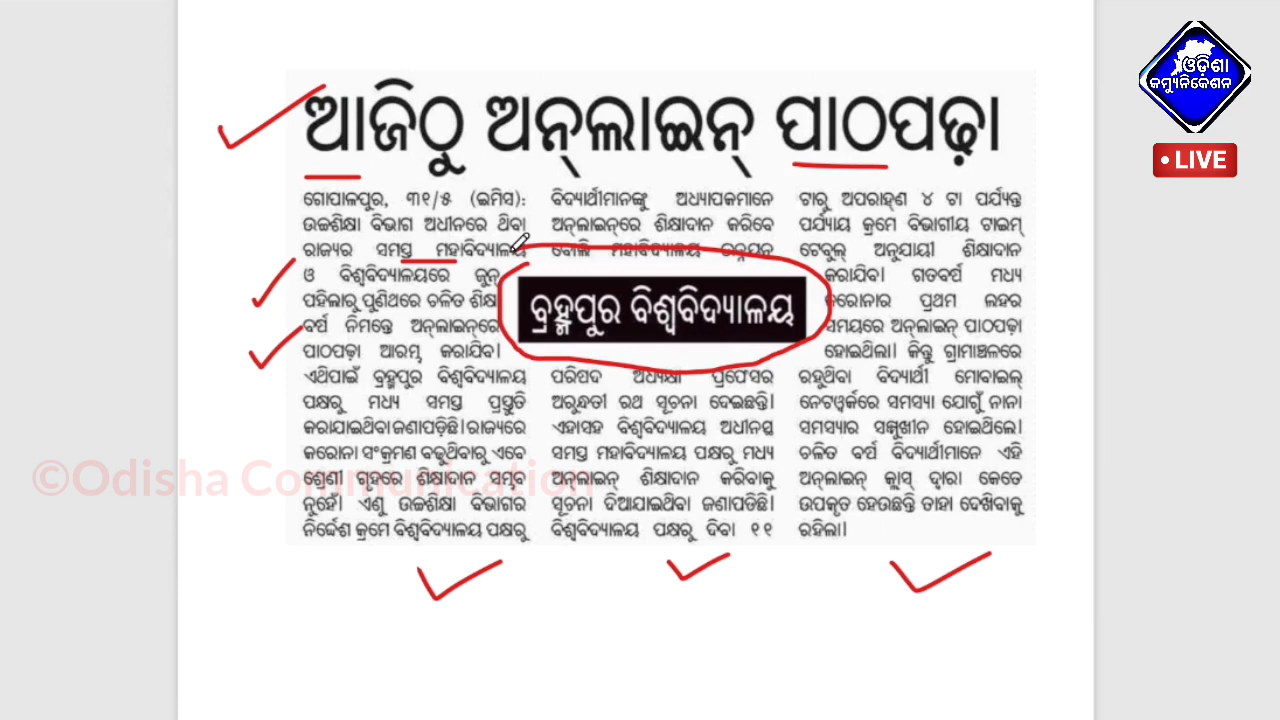 ଆଜିଠୁ ଅନ୍‌ଲାଇନ୍ ପାଠପଢ଼ା
ଗୋପାଳପୁର, ୩୧/୫ (ଇମିସ):
ଉଚ୍ଚଶିକ୍ଷା ବିଭାଗ ଅଧୀନରେ ଥିବା
ରାଜ୍ୟର ସମସ୍ତ ମହାବିଦ୍ୟାଳୟ
ଓ ବିଶ୍ୱବିଦ୍ୟାଳୟରେ ଜୁନ୍
ପହିଲାରୁ ପୁଣିଥରେ ଚଳିତ ଶିକ୍ଷା
ବର୍ଷ ନିମନ୍ତେ ଅନ୍‌ଲାଇନ୍‌ରେ
ପାଠପଢ଼ା ଆରମ୍ଭ କରାଯିବ।
ଏଥିପାଇଁ ବ୍ରହ୍ମପୁର ବିଶ୍ୱବିଦ୍ୟାଳୟ
ପକ୍ଷରୁ ମଧ୍ୟ ସମସ୍ତ ପ୍ରସ୍ତୁତି
କରାଯାଇଥିବା ଜଣାପଡ଼ିଛି। ରାଜ୍ୟରେ
କରୋନା ସଂକ୍ରମଣ ବଢୁଥିବାରୁ ଏବେ
ଶ୍ରେଣୀ ଗୃହରେ ଶିକ୍ଷାଦାନ ସମ୍ଭବ
ନୁହେଁ। ଏଣୁ ଉଚ୍ଚଶିକ୍ଷା ବିଭାଗର
ନିର୍ଦ୍ଦେଶ କ୍ରମେ ବିଶ୍ୱବିଦ୍ୟାଳୟ ପକ୍ଷରୁ
ବିଦ୍ୟାର୍ଥୀମାନଙ୍କୁ ଅଧ୍ୟାପକମାନେ
ଅନ୍‌ଲାଇନ୍‌ରେ ଶିକ୍ଷାଦାନ କରିବେ
ବୋଲି ମହାବିଦ୍ୟାଳୟ ଉନ୍ନୟନ
ବ୍ରହ୍ମପୁର ବିଶ୍ୱବିଦ୍ୟାଳୟ
ପରିସଦ ଅଧ୍ୟକ୍ଷା ପ୍ରଫେସର
ଅରୁନ୍ଧତୀ ରଥ ସୂଚନା ଦେଇଛନ୍ତି।
ଏହାସହ ବିଶ୍ୱବିଦ୍ୟାଳୟ ଅଧୀନସ୍ଥ
ସମସ୍ତ ମହାବିଦ୍ୟାଳୟ ପକ୍ଷରୁ ମଧ୍ୟ
ଅନ୍‌ଲାଇନ୍ ଶିକ୍ଷାଦାନ କରିବାକୁ
ସୂଚନା ଦିଆଯାଇଥିବା ଜଣାପଡିଛି।
ବିଶ୍ୱବିଦ୍ୟାଳୟ ପକ୍ଷରୁ ଦିବା ୧୧
ଟାରୁ ଅପରାହ୍ଣ ୪ ଟା ପର୍ଯ୍ୟନ୍ତ
ପର୍ଯ୍ୟାୟ କ୍ରମେ ବିଭାଗୀୟ ଟାଇମ୍
ଟେବୁଲ୍ ଅନୁଯାୟୀ ଶିକ୍ଷାଦାନ
କରାଯିବ। ଗତବର୍ଷ ମଧ୍ୟ
କରୋନାର ପ୍ରଥମ ଲହର
ସମୟରେ ଅନ୍‌ଲାଇନ୍ ପାଠପଢ଼ା
ହୋଇଥିଲା। କିନ୍ତୁ ଗ୍ରାମାଞ୍ଚଳରେ
ରହୁଥିବା ବିଦ୍ୟାର୍ଥୀ ମୋବାଇଲ୍
ନେଟୱର୍କରେ ସମସ୍ୟା ଯୋଗୁଁ ନାନା
ସମସ୍ୟାର ସମ୍ମୁଖୀନ ହୋଇଥିଲେ।
ଚଳିତ ବର୍ଷ ବିଦ୍ୟାର୍ଥୀମାନେ ଏହି
ଅନ୍‌ଲାଇନ୍ କ୍ଲାସ୍ ଦ୍ୱାରା କେତେ
ଉପକୃତ ହେଉଛନ୍ତି ତାହା ଦେଖିବାକୁ
ରହିଲା।
©Odisha Communication
ଓଡ଼ିଶା
କମ୍ୟୁନିକେଶନ
LIVE